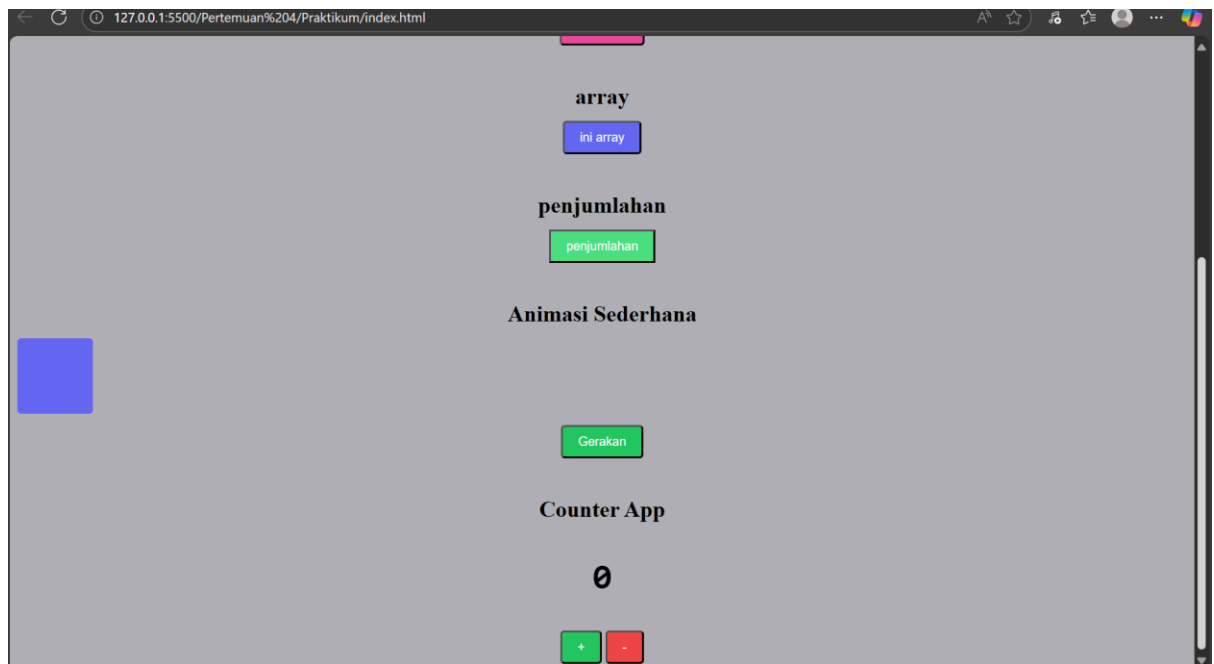 127.0.0.1:5500/Pertemuan%204/Praktikum/index.html
array
ini array
penjumlahan
penjumlahan
Animasi Sederhana
Gerakan
Counter App
0
+ -